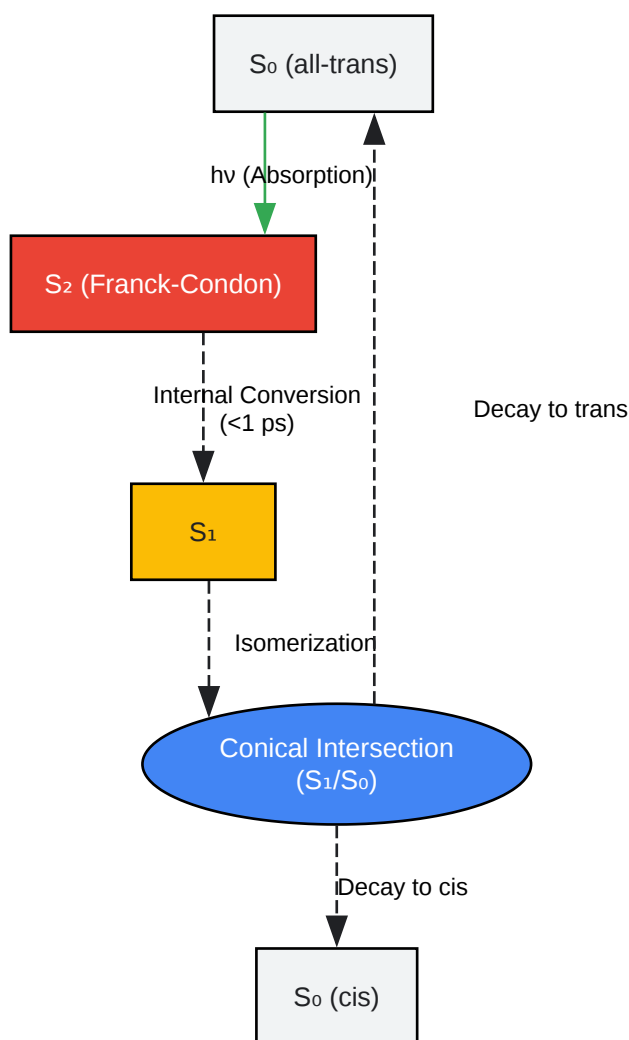 S₀ (all-trans)
hν (Absorption)
S₂ (Franck-Condon)
Internal Conversion
(<1 ps)
Decay to trans
S₁
Isomerization
Conical Intersection
(S₁/S₀)
Decay to cis
S₀ (cis)